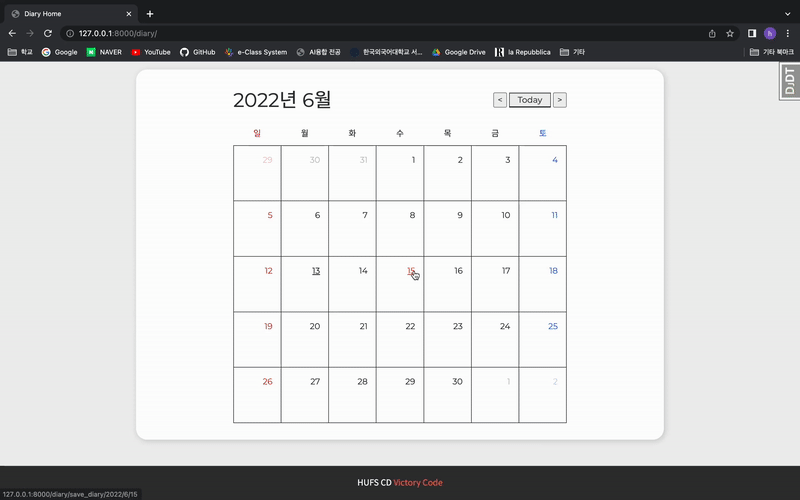 Diary Home
127.0.0.1:8000/diary/
학교
Google
NAVER
YouTube
GitHub
e-Class System
AI융합 전공
한국외국어대학교 서...
Google Drive
la Repubblica
기타
기타 북마크
h
DjDT
2022년 6월
< Today >
일 월 화 수 목 금 토
29 30 31 1 2 3 4
5 6 7 8 9 10 11
12 13 14 15 16 17 18
19 20 21 22 23 24 25
26 27 28 29 30 1 2
HUFS CD Victory Code
127.0.0.1:8000/diary/save_diary/2022/6/15